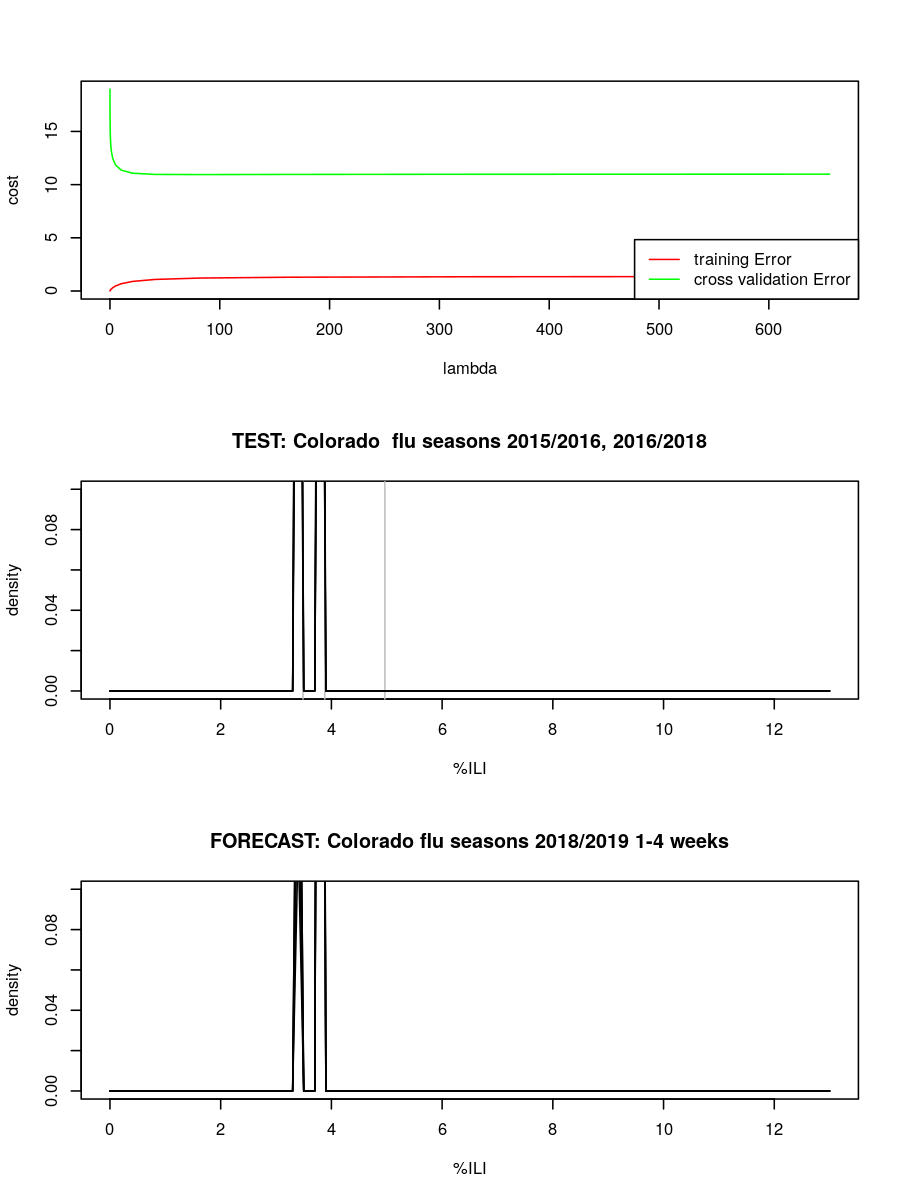 cost
15
10
5
0
training Error
cross validation Error
0 100 200 300 400 500 600
lambda
TEST: Colorado  flu seasons 2015/2016, 2016/2018
density
0.08
0.04
0.00
0 2 4 6 8 10 12
%ILI
FORECAST: Colorado flu seasons 2018/2019 1-4 weeks
density
0.08
0.04
0.00
0 2 4 6 8 10 12
%ILI